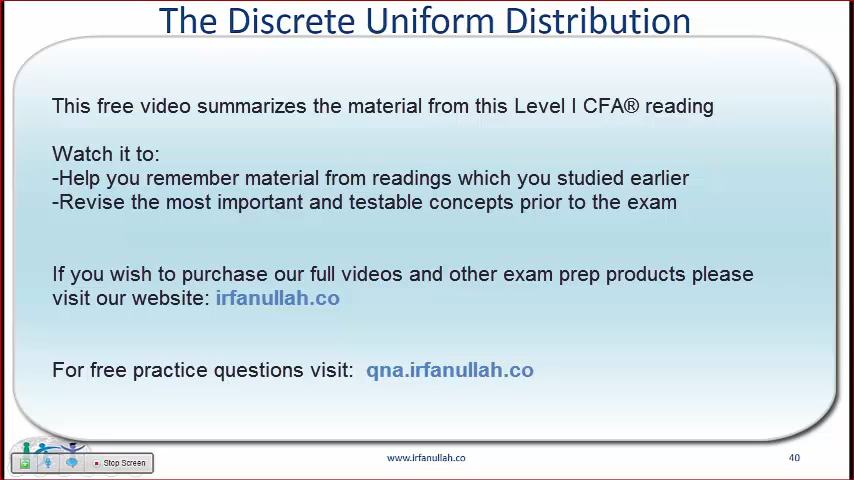 The Discrete Uniform Distribution
This free video summarizes the material from this Level I CFA® reading
Watch it to:
-Help you remember material from readings which you studied earlier
-Revise the most important and testable concepts prior to the exam
If you wish to purchase our full videos and other exam prep products please
visit our website: irfanullah.co
For free practice questions visit: qna.irfanullah.co
Stop Screen
www.irfanullah.co
40